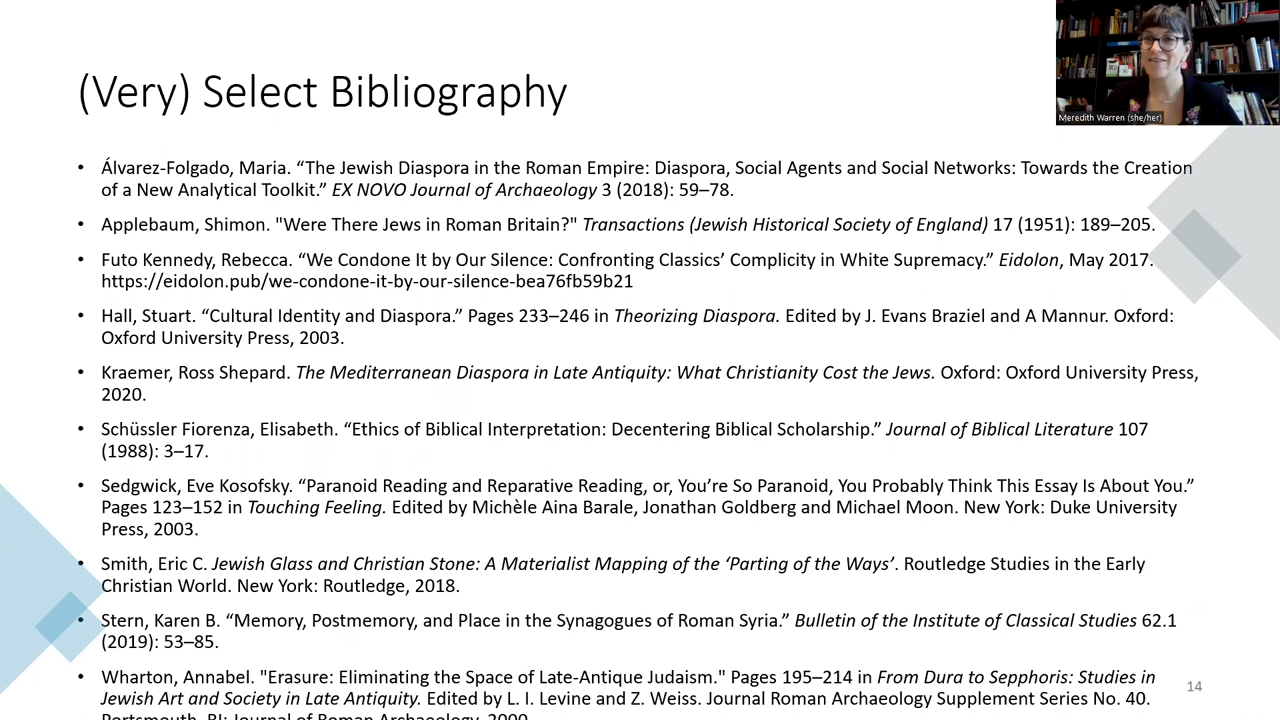 (Very) Select Bibliography
Meredith Warren (she/her)
• Álvarez-Folgado, Maria. “The Jewish Diaspora in the Roman Empire: Diaspora, Social Agents and Social Networks: Towards the Creation
of a New Analytical Toolkit.” EX NOVO Journal of Archaeology 3 (2018): 59–78.
• Applebaum, Shimon. "Were There Jews in Roman Britain?" Transactions (Jewish Historical Society of England) 17 (1951): 189–205.
• Futo Kennedy, Rebecca. “We Condone It by Our Silence: Confronting Classics’ Complicity in White Supremacy.” Eidolon, May 2017.
https://eidolon.pub/we-condone-it-by-our-silence-bea76fb59b21
• Hall, Stuart. “Cultural Identity and Diaspora.” Pages 233–246 in Theorizing Diaspora. Edited by J. Evans Braziel and A Mannur. Oxford:
Oxford University Press, 2003.
• Kraemer, Ross Shepard. The Mediterranean Diaspora in Late Antiquity: What Christianity Cost the Jews. Oxford: Oxford University Press,
2020.
• Schüssler Fiorenza, Elisabeth. “Ethics of Biblical Interpretation: Decentering Biblical Scholarship.” Journal of Biblical Literature 107
(1988): 3–17.
• Sedgwick, Eve Kosofsky. “Paranoid Reading and Reparative Reading, or, You’re So Paranoid, You Probably Think This Essay Is About You.”
Pages 123–152 in Touching Feeling. Edited by Michèle Aina Barale, Jonathan Goldberg and Michael Moon. New York: Duke University
Press, 2003.
• Smith, Eric C. Jewish Glass and Christian Stone: A Materialist Mapping of the ‘Parting of the Ways’. Routledge Studies in the Early
Christian World. New York: Routledge, 2018.
• Stern, Karen B. “Memory, Postmemory, and Place in the Synagogues of Roman Syria.” Bulletin of the Institute of Classical Studies 62.1
(2019): 53–85.
• Wharton, Annabel. "Erasure: Eliminating the Space of Late-Antique Judaism." Pages 195–214 in From Dura to Sepphoris: Studies in
Jewish Art and Society in Late Antiquity. Edited by L. I. Levine and Z. Weiss. Journal Roman Archaeology Supplement Series No. 40.
Portsmouth, RI: Journal of Roman Archaeology, 2000.
14